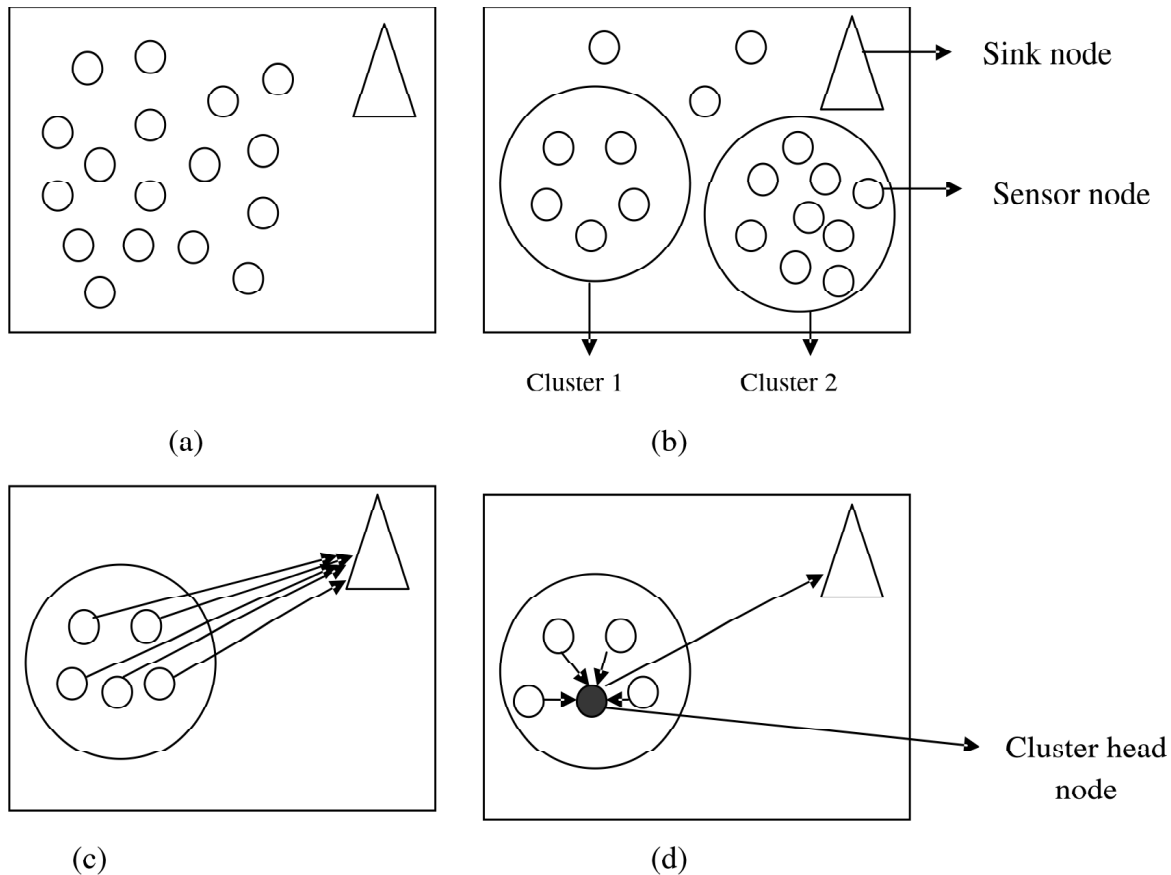 Sink node
Sensor node
Cluster 1
Cluster 2
(a)
(b)
Cluster head
node
(c)
(d)